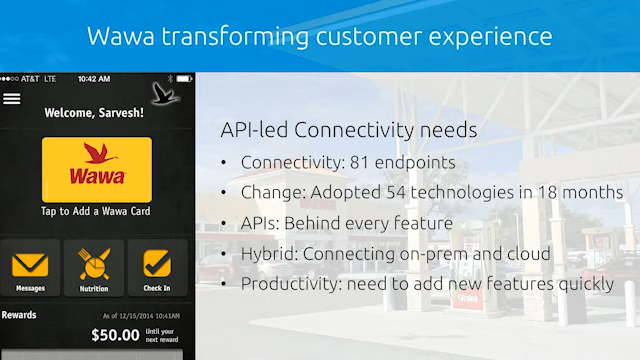 Wawa transforming customer experience
AT&T LTE 10:42 AM
Welcome, Sarvesh!
Wawa
Tap to Add a Wawa Card
Messages Nutrition Check In
Rewards As of 12/15/2014 10:41AM
$50.00 Until your
next reward
API-led Connectivity needs
• Connectivity: 81 endpoints
• Change: Adopted 54 technologies in 18 months
• APIs: Behind every feature
• Hybrid: Connecting on-prem and cloud
• Productivity: need to add new features quickly